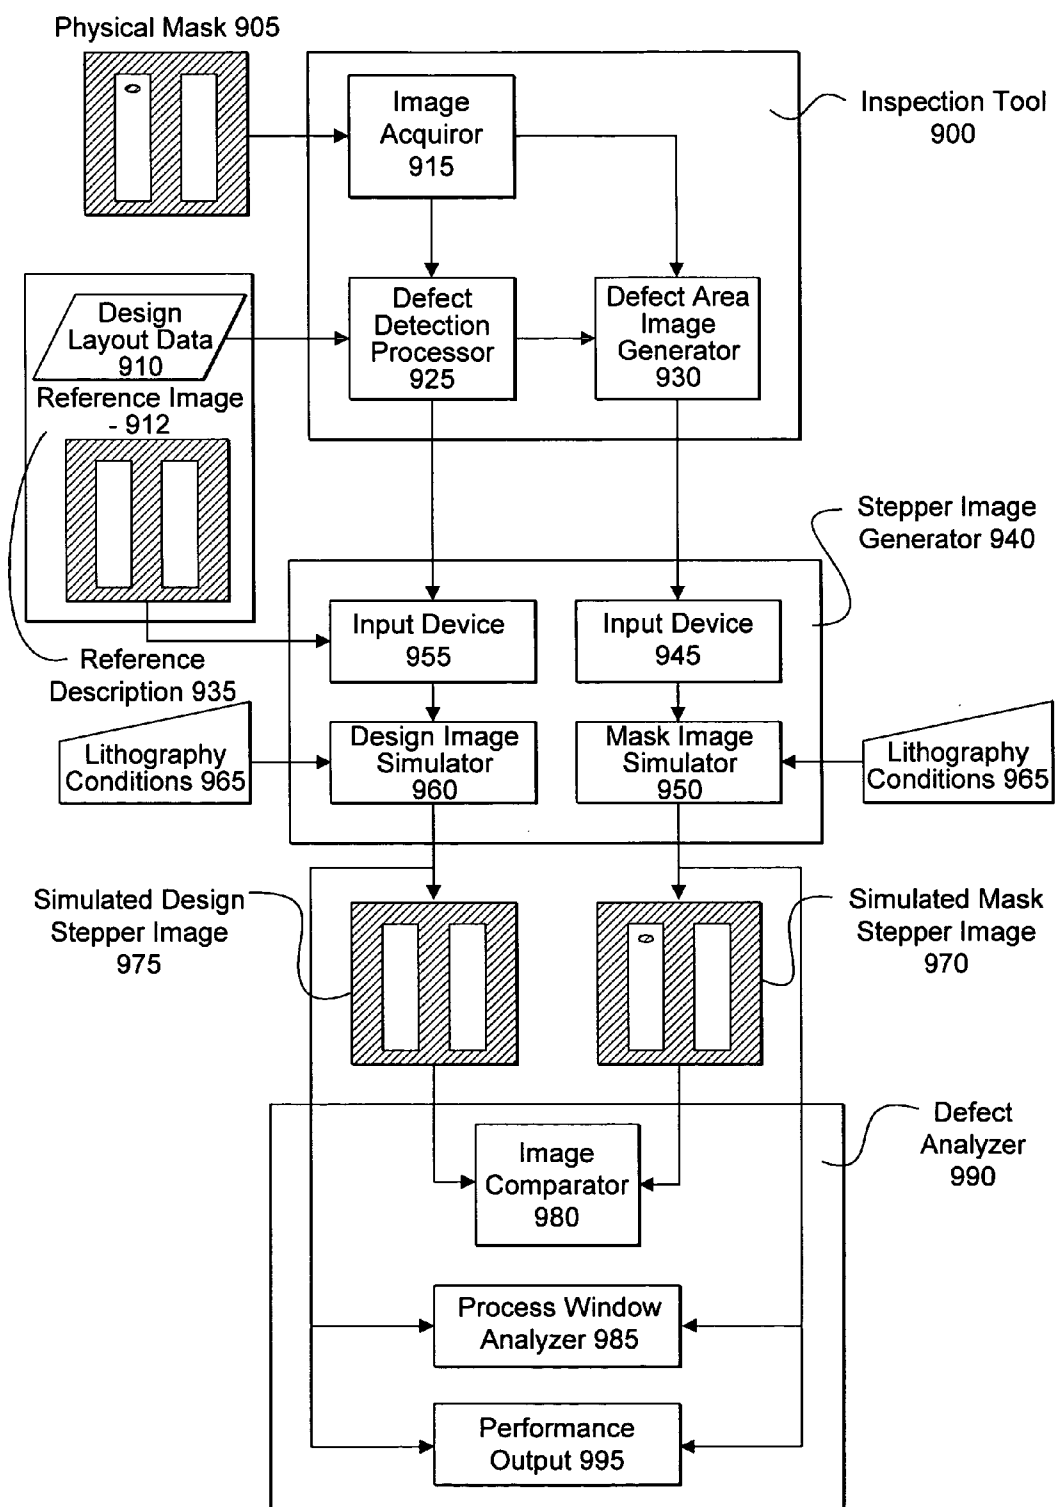 Physical Mask 905
Image
Acquiror
915
Inspection Tool
900
Design
Layout Data
910
Defect
Detection
Processor
925
Defect Area
Image
Generator
930
Reference Image
- 912
Stepper Image
Generator 940
Input Device
955
Input Device
945
Reference
Description 935
Lithography
Conditions 965
Design Image
Simulator
960
Mask Image
Simulator
950
Lithography
Conditions 965
Simulated Design
Stepper Image
975
Simulated Mask
Stepper Image
970
Defect
Analyzer
990
Image
Comparator
980
Process Window
Analyzer 985
Performance
Output 995